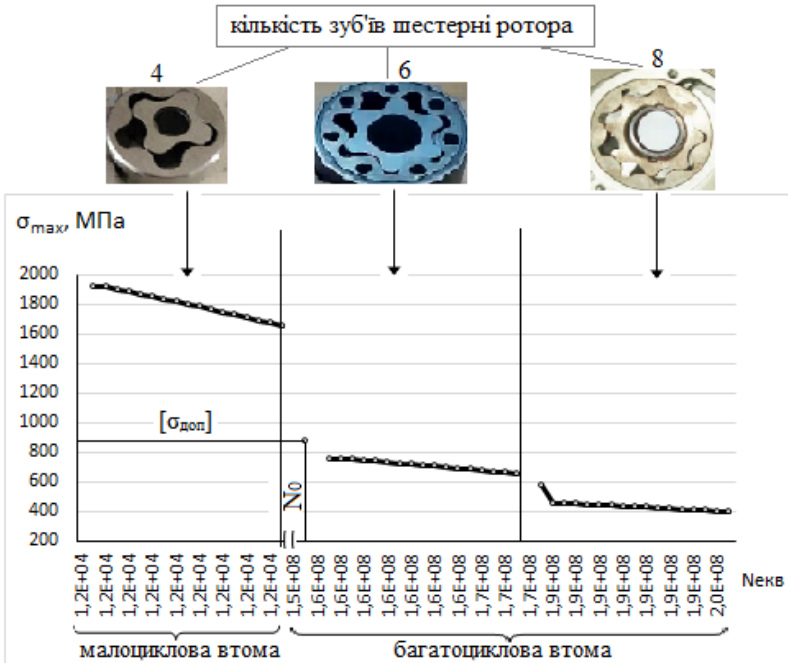 кількість зуб'їв шестерні ротора
4 6 8
σmax, МПа
2000
1800
1600
1400
1200
1000
800
600
400
200
[σдоп]
N0
1,2E+04 1,2E+04 1,2E+04 1,2E+04 1,2E+04 1,2E+04 1,2E+04 1,2E+04 1,2E+04 1,5E+08 1,6E+08 1,6E+08 1,6E+08 1,6E+08 1,6E+08 1,6E+08 1,7E+08 1,7E+08 1,7E+08 1,7E+08 1,9E+08 1,9E+08 1,9E+08 1,9E+08 1,9E+08 1,9E+08 1,9E+08 2,0E+08
Nекв
малоциклова втома багатоциклова втома